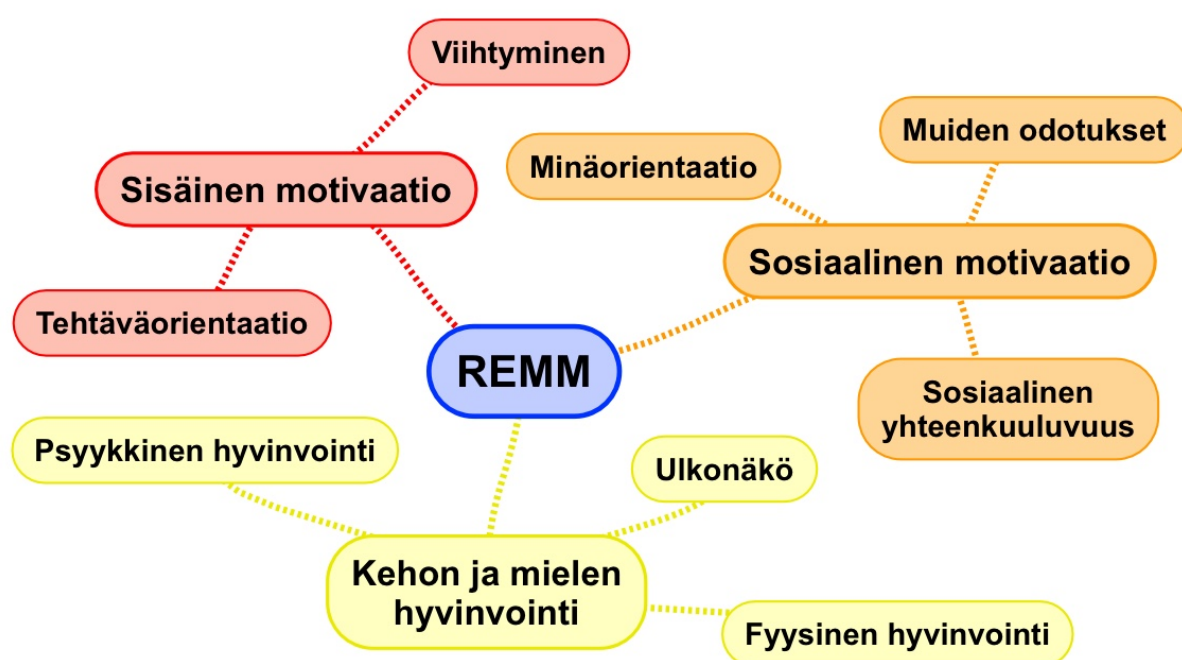 Viihtyminen
Sisäinen motivaatio
Tehtäväorientaatio
Minäorientaatio
Muiden odotukset
Sosiaalinen motivaatio
Sosiaalinen
yhteenkuuluvuus
REMM
Psyykkinen hyvinvointi
Ulkonäkö
Kehon ja mielen
hyvinvointi
Fyysinen hyvinvointi